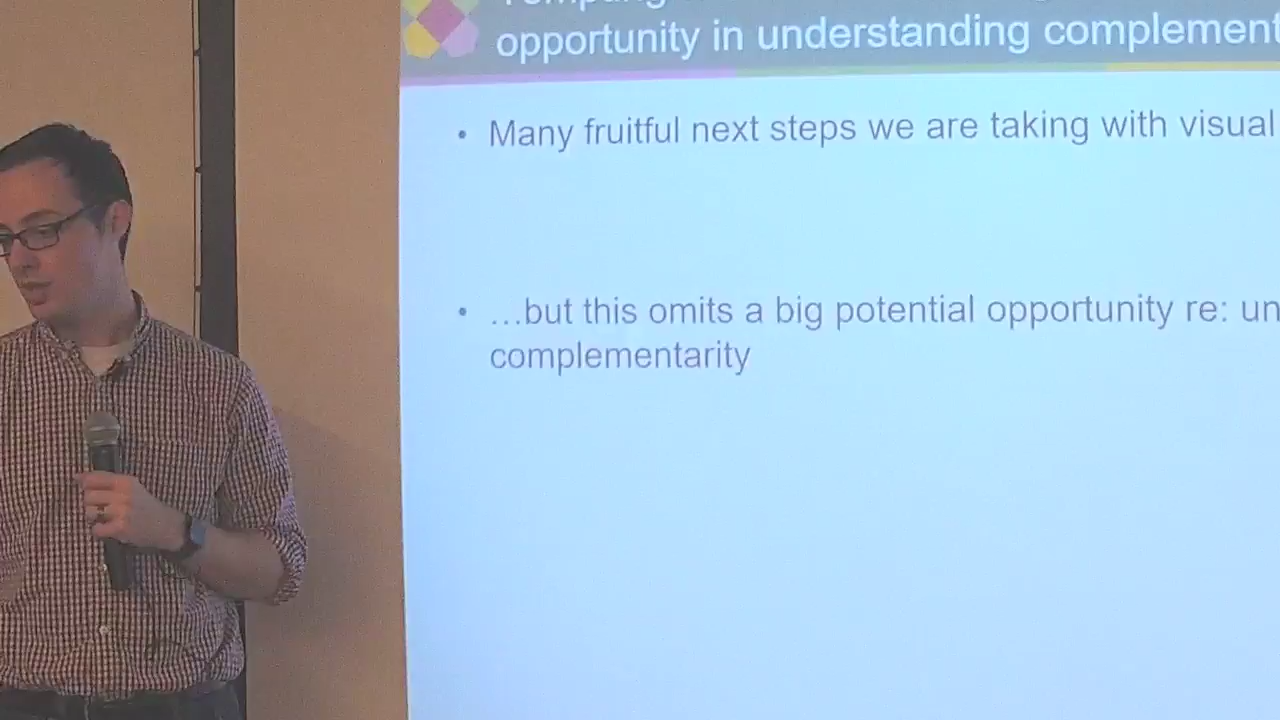 opportunity in understanding complement
• Many fruitful next steps we are taking with visual
• …but this omits a big potential opportunity re: un
complementarity